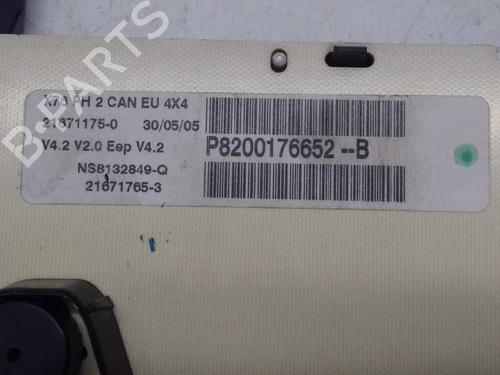 X76 PH 2 CAN EU 4X4
21671175-0 30/05/05
V4.2 V2.0 Eep V4.2
NS8132849-Q
21671765-3
P8200176652--B
B-PARTS